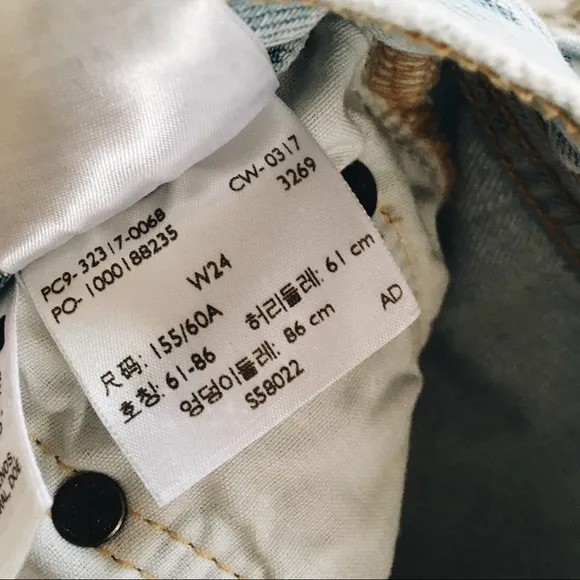 CW-0317
3269
PC9-32317-0068
PO-1000188235
W24
尺码: 155/60A
호칭: 61-86 허리둘레: 61 cm
엉덩이둘레: 86 cm
S58022 AD